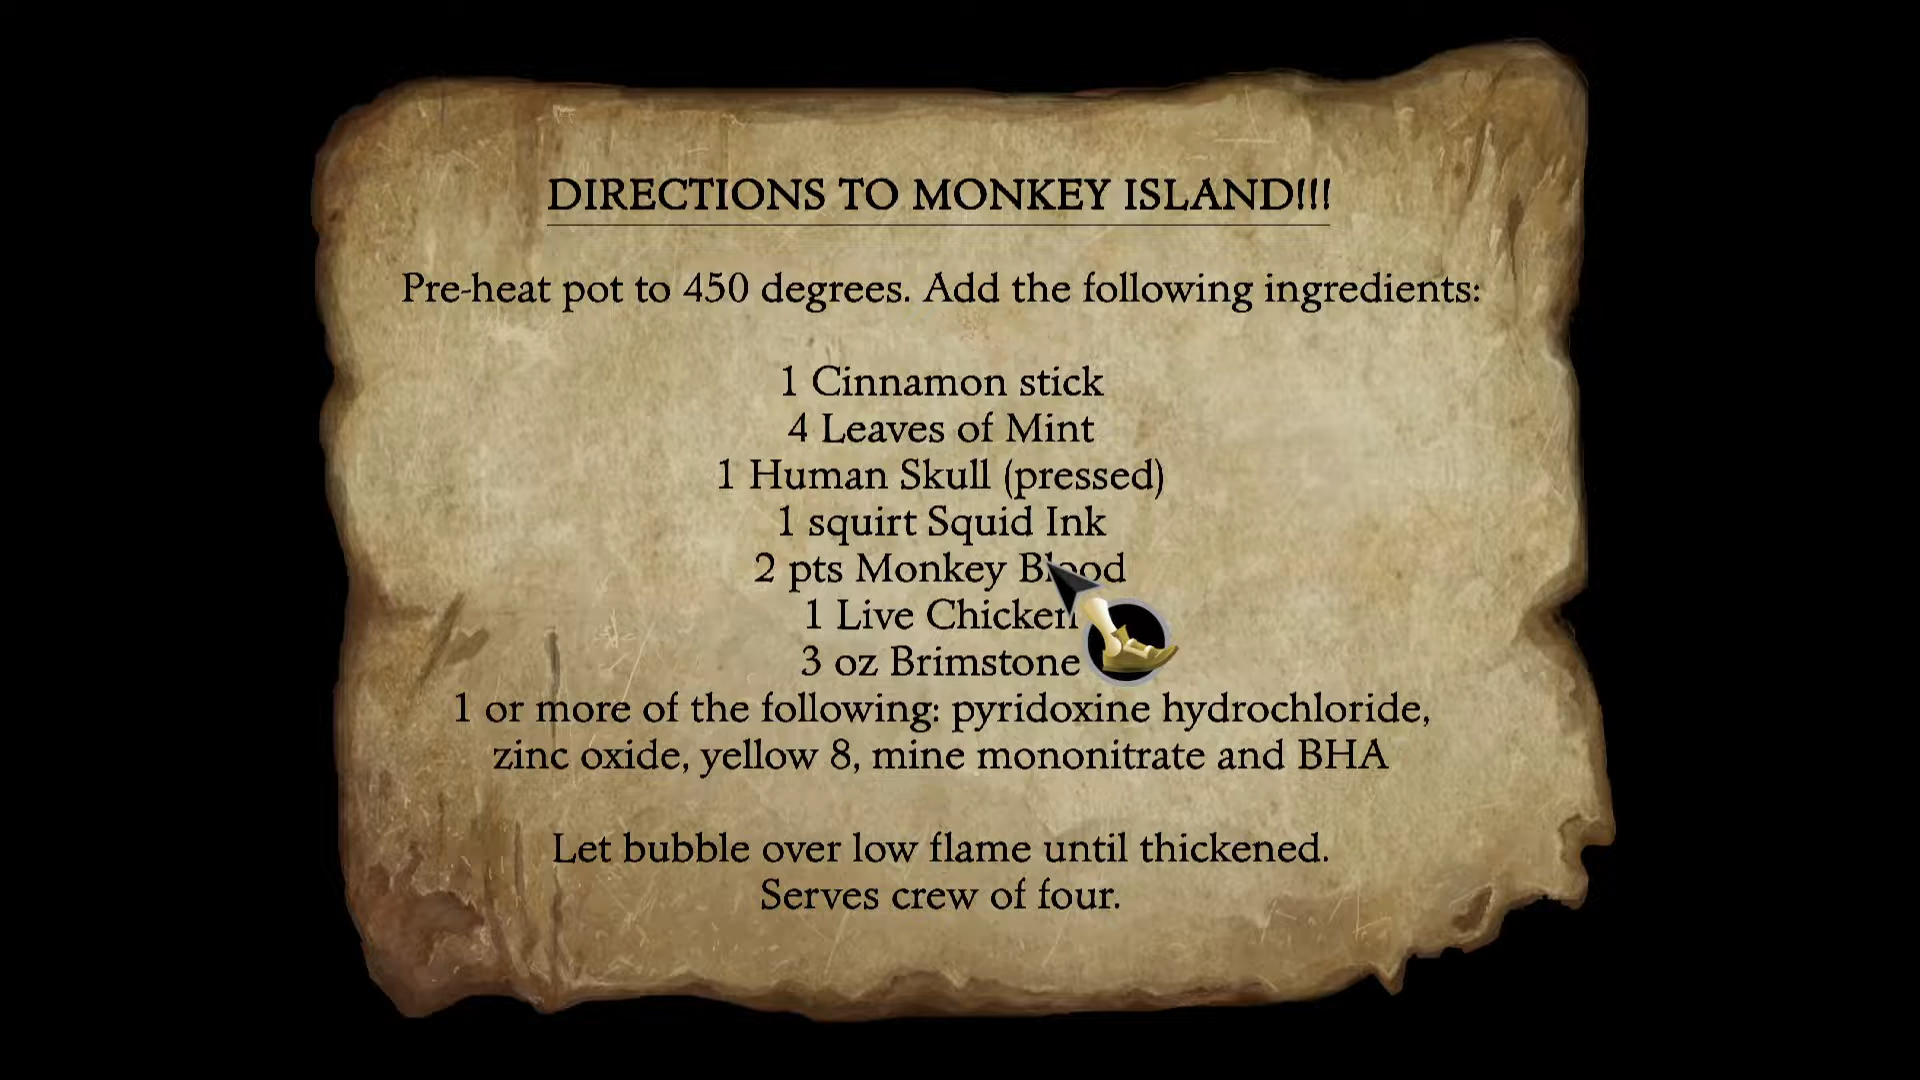 DIRECTIONS TO MONKEY ISLAND!!!
Pre-heat pot to 450 degrees. Add the following ingredients:
1 Cinnamon stick
4 Leaves of Mint
1 Human Skull (pressed)
1 squirt Squid Ink
2 pts Monkey Blood
1 Live Chicken
3 oz Brimstone
1 or more of the following: pyridoxine hydrochloride,
zinc oxide, yellow 8, mine mononitrate and BHA
Let bubble over low flame until thickened.
Serves crew of four.